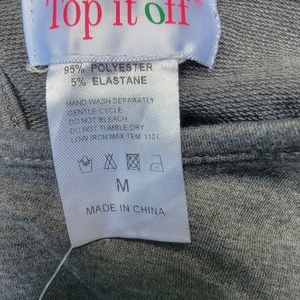 Top it off
95% POLYESTER
5% ELASTANE
HAND WASH SEPARATLY
GENTLE CYCLE
DO NOT BLEACH
DO NOT TUMBLE DRY
LOW IRON MAX TEM 110C
M
MADE IN CHINA